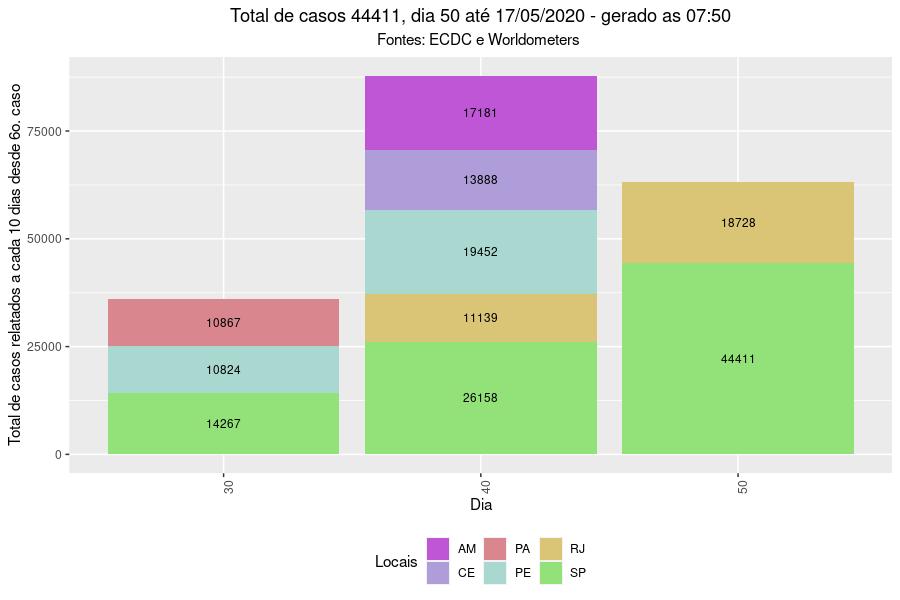 Total de casos 44411, dia 50 até 17/05/2020 - gerado as 07:50
Fontes: ECDC e Worldometers
Total de casos relatados a cada 10 dias desde 6o. caso
75000
50000
25000
0
17181
13888
19452
11139
26158
10867
10824
14267
18728
44411
30
40
50
Dia
Locais
AM PA RJ
CE PE SP